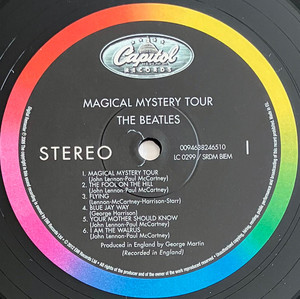 Capitol
RECORDS
MAGICAL MYSTERY TOUR
THE BEATLES
STEREO
0094638246510
LC 0299 / SRDM BIEM
I
1. MAGICAL MYSTERY TOUR
(John Lennon-Paul McCartney)
2. THE FOOL ON THE HILL
(John Lennon-Paul McCartney)
3. FLYING
(Lennon-McCartney-Harrison-Starr)
4. BLUE JAY WAY
(George Harrison)
5. YOUR MOTHER SHOULD KNOW
(John Lennon-Paul McCartney)
6. I AM THE WALRUS
(John Lennon-Paul McCartney)
Produced in England by George Martin
(Recorded in England)